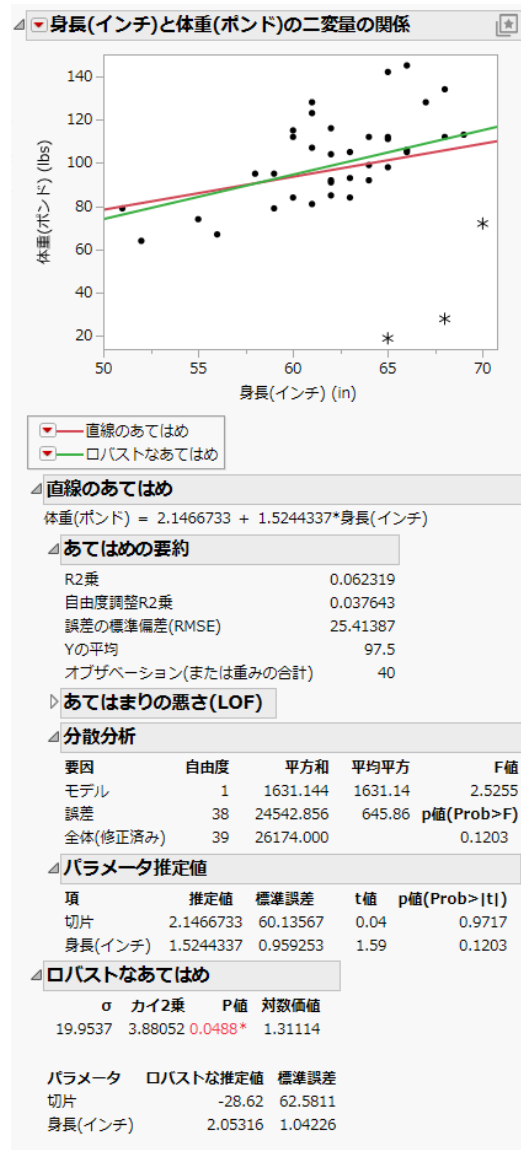 身長(インチ)と体重(ポンド)の二変量の関係
140
120
100
80
60
40
20
体重(ポンド) (lbs)
50 55 60 65 70
身長(インチ) (in)
直線のあてはめ
ロバストなあてはめ
直線のあてはめ
体重(ポンド) = 2.1466733 + 1.5244337*身長(インチ)
あてはめの要約
R2乗 0.062319
自由度調整R2乗 0.037643
誤差の標準偏差(RMSE) 25.41387
Yの平均 97.5
オブザベーション(または重みの合計) 40
あてはまりの悪さ(LOF)
分散分析
要因 自由度 平方和 平均平方 F値
モデル 1 1631.144 1631.14 2.5255
誤差 38 24542.856 645.86 p値(Prob>F)
全体(修正済み) 39 26174.000 0.1203
パラメータ推定値
項 推定値 標準誤差 t値 p値(Prob>|t|)
切片 2.1466733 60.13567 0.04 0.9717
身長(インチ) 1.5244337 0.959253 1.59 0.1203
ロバストなあてはめ
σ カイ2乗 P値 対数価値
19.9537 3.88052 0.0488* 1.31114
パラメータ ロバストな推定値 標準誤差
切片 -28.62 62.5811
身長(インチ) 2.05316 1.04226